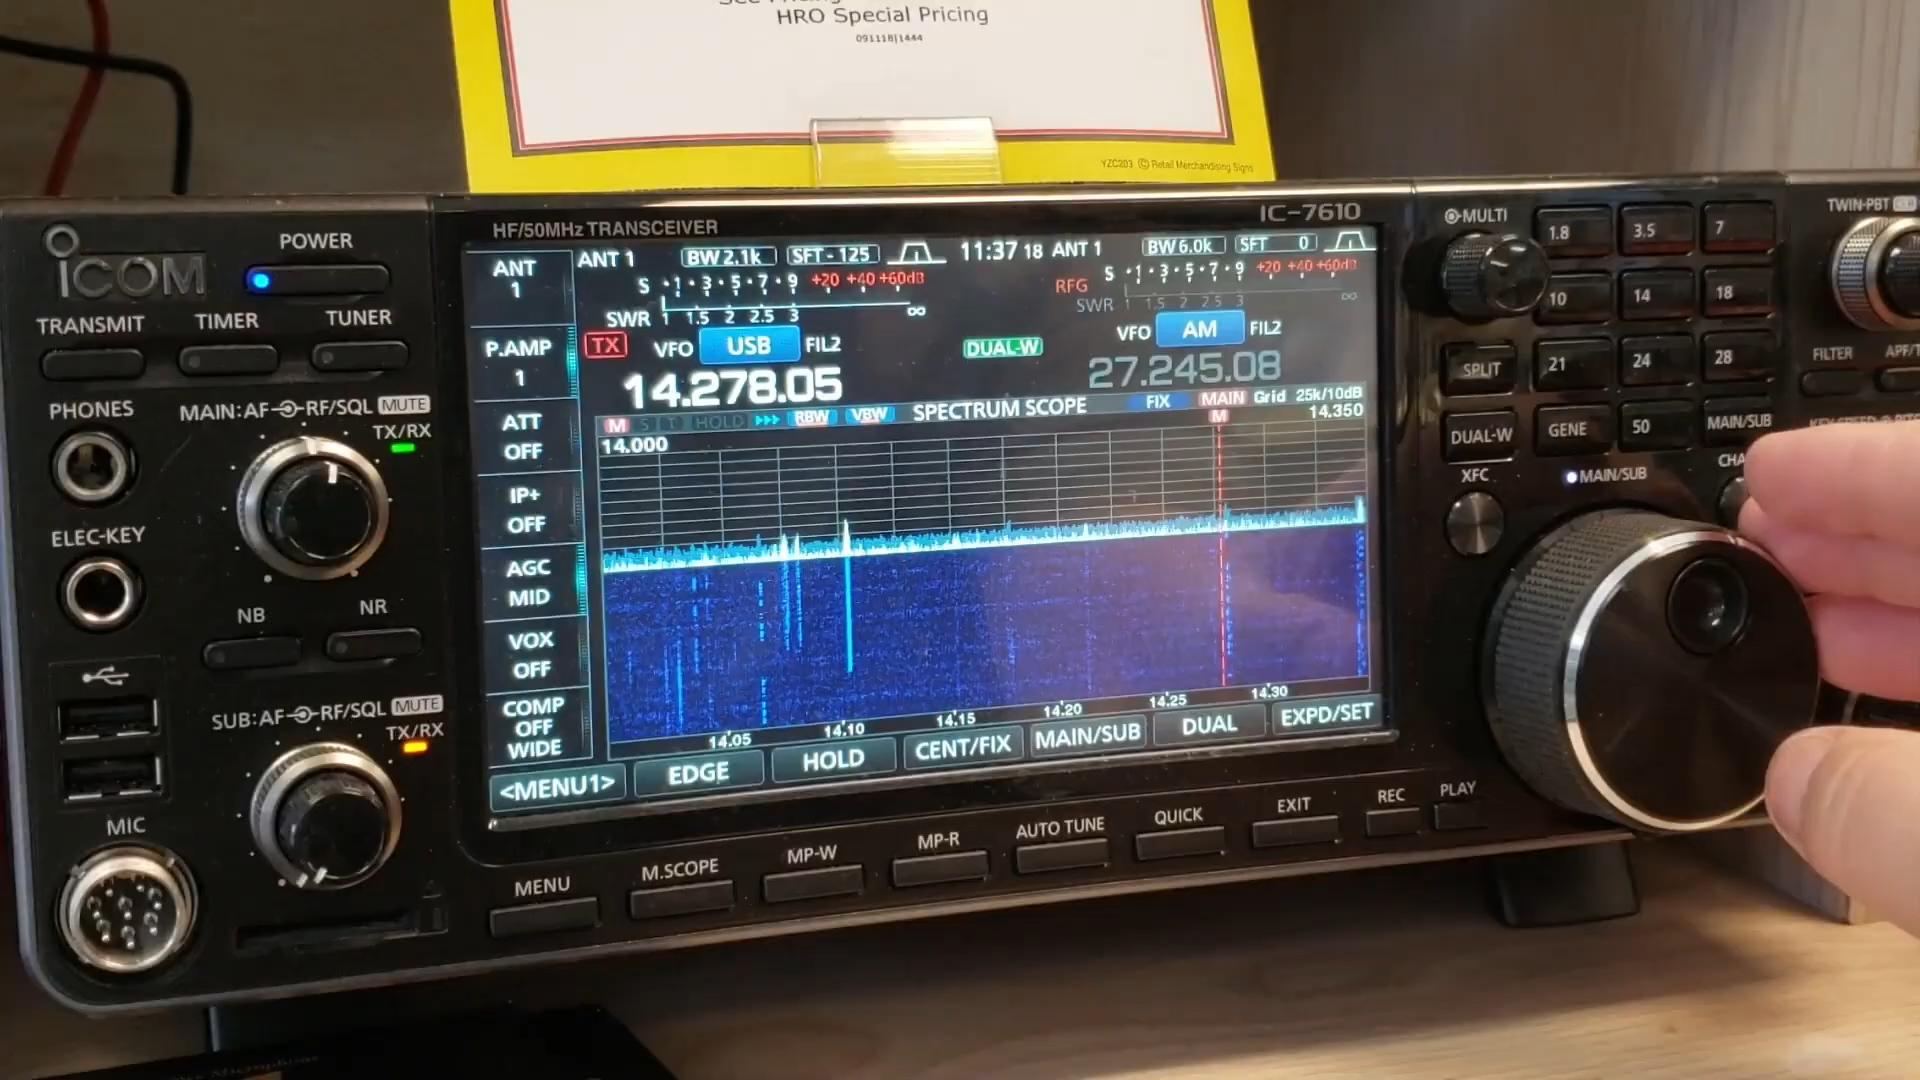 HRO Special Pricing
091118|1444
YZC203 © Retail Merchandising Signs
HF/50MHz TRANSCEIVER
IC-7610
ICOM
POWER
TRANSMIT TIMER TUNER
PHONES
MAIN:AF RF/SQL MUTE
TX/RX
ELEC-KEY
NB NR
SUB:AF RF/SQL MUTE
TX/RX
MIC
ANT
1
P.AMP
1
ATT
OFF
IP+
OFF
AGC
MID
VOX
OFF
COMP
OFF
WIDE
ANT 1 BW 2.1k SFT - 125 11:37 18 ANT 1 BW 6.0k SFT 0
S 1 3 5 7 9 +20 +40 +60dB
SWR 1 1.5 2 2.5 3 ∞
RFG S 1 3 5 7 9 +20 +40 +60dB
SWR 1 1.5 2 2.5 3 ∞
TX VFO USB FIL2 DUAL-W VFO AM FIL2
14.278.05 27.245.08
M S T HOLD RBW VBW SPECTRUM SCOPE FIX MAIN Grid 25k/10dB
14.000 M 14.350
14.05 14.10 14.15 14.20 14.25 14.30
<MENU1> EDGE HOLD CENT/FIX MAIN/SUB DUAL EXPD/SET
MENU M.SCOPE MP-W MP-R AUTO TUNE QUICK EXIT REC PLAY
MULTI
1.8 3.5 7
10 14 18
21 24 28
GENE 50 MAIN/SUB
SPLIT
DUAL-W
XFC
MAIN/SUB
TWIN-PBT
FILTER